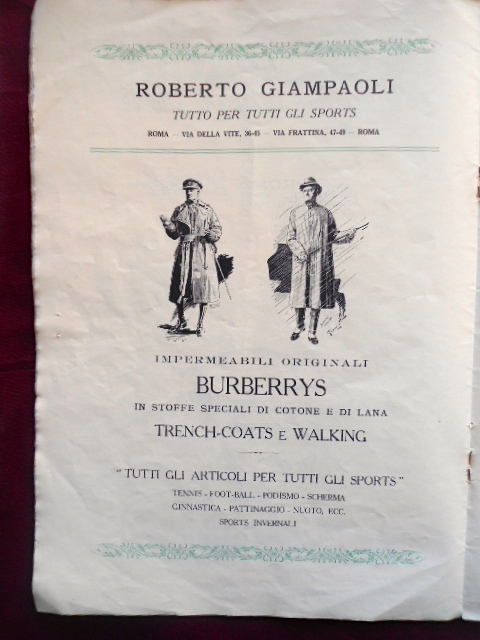 ROBERTO GIAMPAOLI
TUTTO PER TUTTI GLI SPORTS
ROMA — VIA DELLA VITE, 36-45 — VIA FRATTINA, 47-49 — ROMA
IMPERMEABILI ORIGINALI
BURBERRYS
IN STOFFE SPECIALI DI COTONE E DI LANA
TRENCH-COATS E WALKING
"TUTTI GLI ARTICOLI PER TUTTI GLI SPORTS"
TENNIS - FOOT-BALL - PODISMO - SCHERMA
GINNASTICA - PATTINAGGIO - NUOTO, ECC.
SPORTS INVERNALI